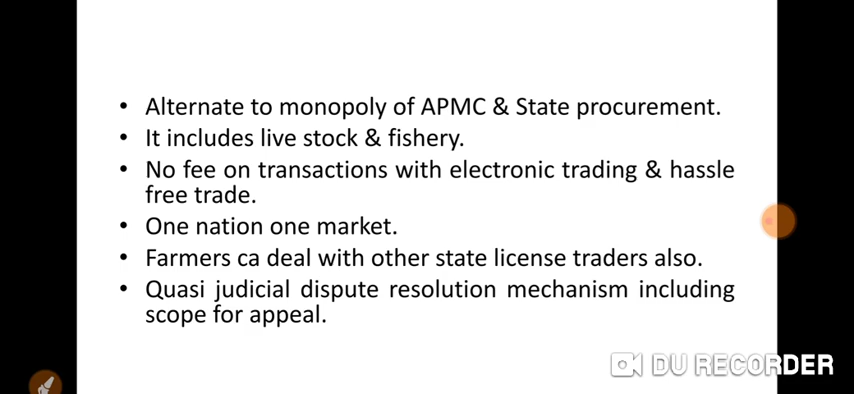 • Alternate to monopoly of APMC & State procurement.
• It includes live stock & fishery.
• No fee on transactions with electronic trading & hassle
free trade.
• One nation one market.
• Farmers ca deal with other state license traders also.
• Quasi judicial dispute resolution mechanism including
scope for appeal.
DU RECORDER